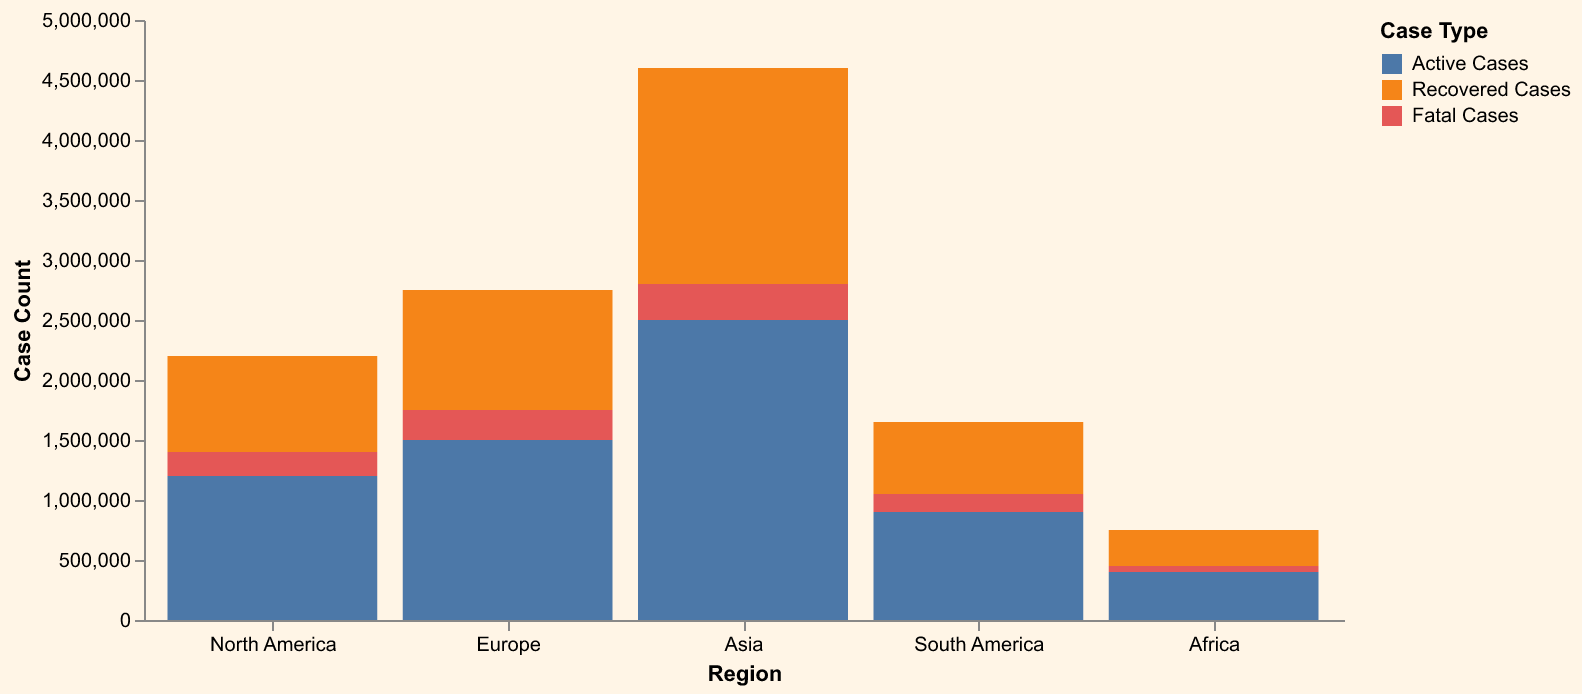 5,000,000
4,500,000
4,000,000
3,500,000
3,000,000
2,500,000
2,000,000
1,500,000
1,000,000
500,000
0
Case Count
North America Europe Asia South America Africa
Region
Case Type
Active Cases
Recovered Cases
Fatal Cases